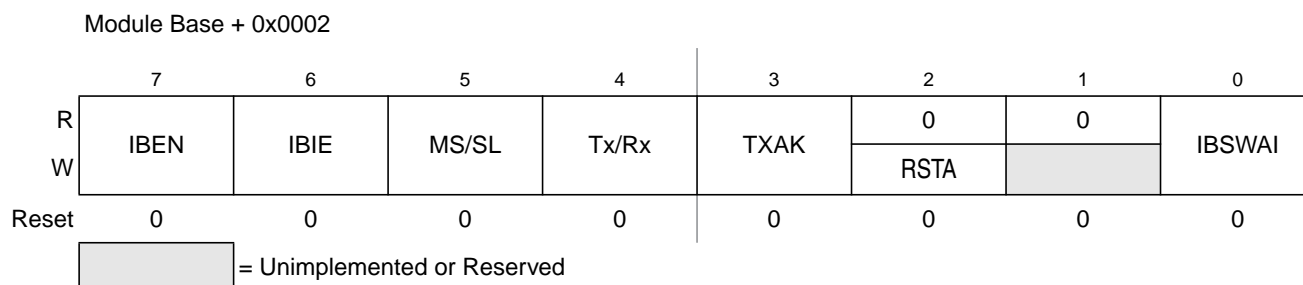 Module Base + 0x0002
7 6 5 4 3 2 1 0
R IBEN IBIE MS/SL Tx/Rx TXAK 0 0 IBSWAI
W RSTA
Reset 0 0 0 0 0 0 0 0
= Unimplemented or Reserved